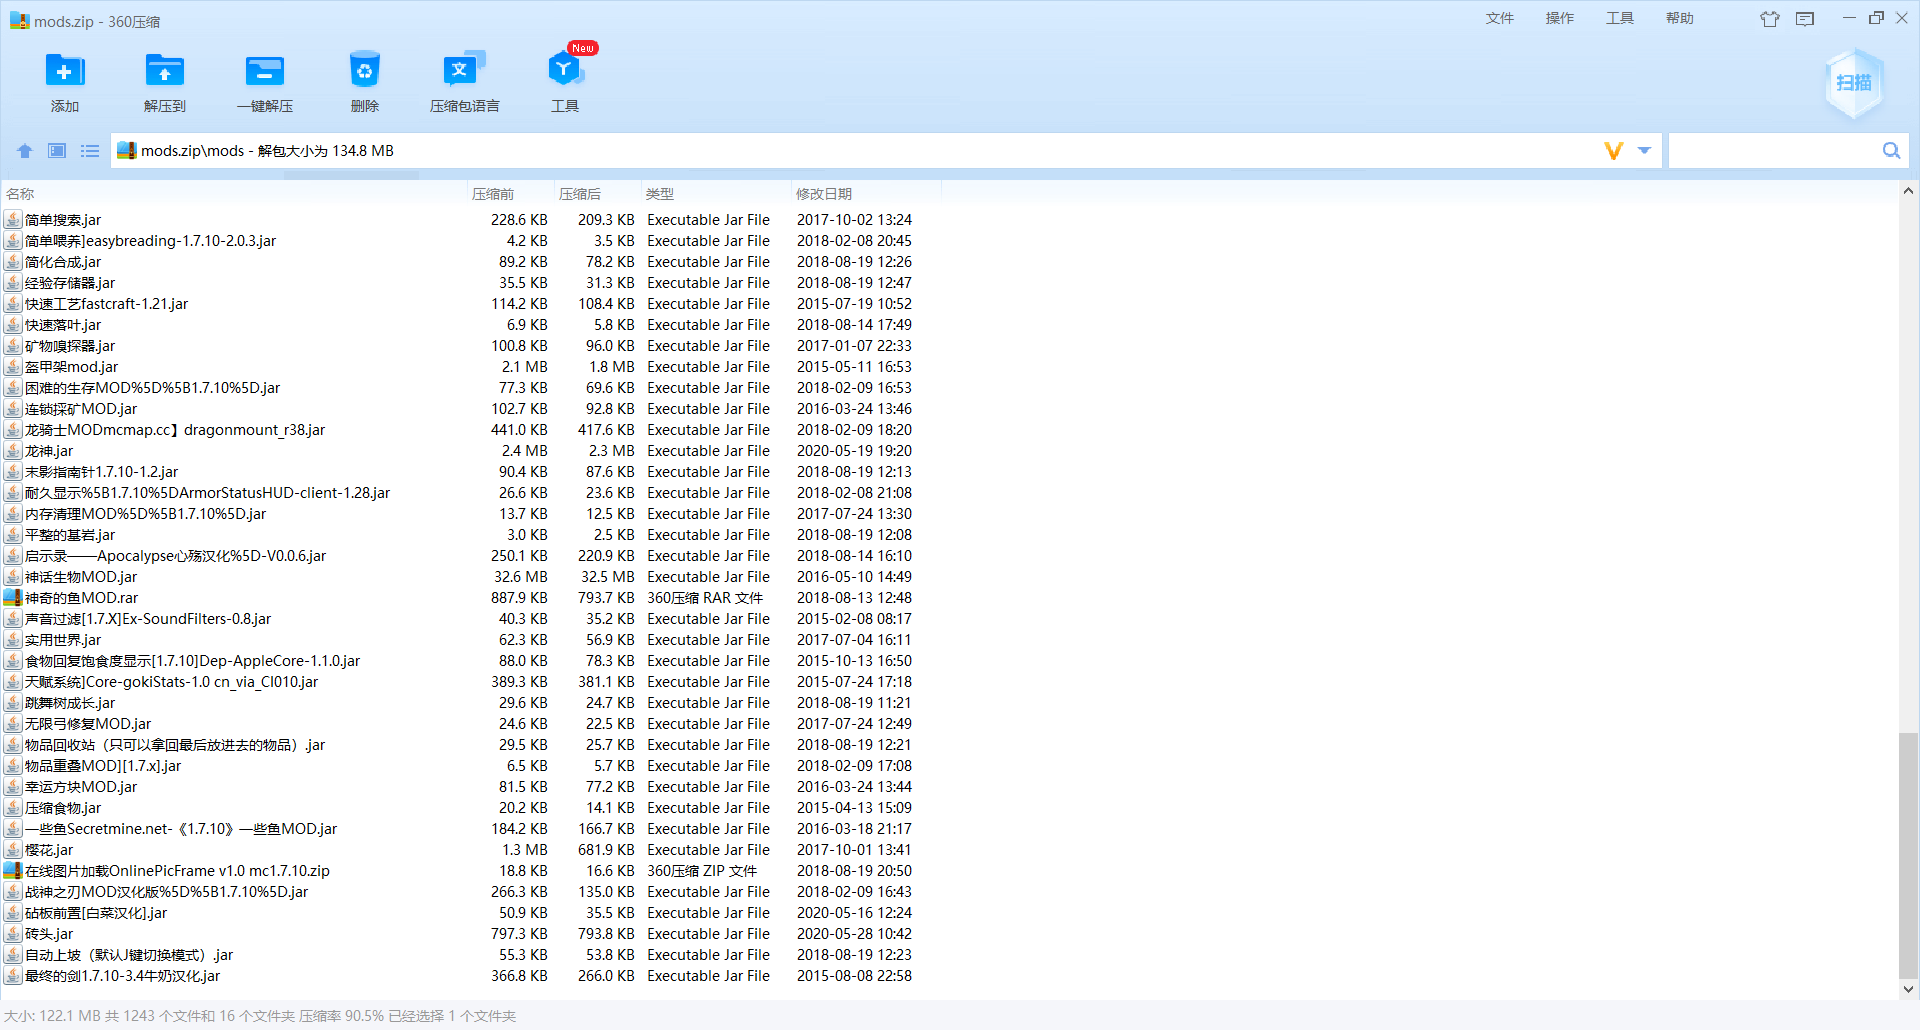 mods.zip - 360压缩
文件 操作 工具 帮助
New
添加 解压到 一键解压 删除 压缩包语言 工具
扫描
mods.zip\mods - 解包大小为 134.8 MB
名称 压缩前 压缩后 类型 修改日期
简单搜索.jar 228.6 KB 209.3 KB Executable Jar File 2017-10-02 13:24
简单喂养]easybreading-1.7.10-2.0.3.jar 4.2 KB 3.5 KB Executable Jar File 2018-02-08 20:45
简化合成.jar 89.2 KB 78.2 KB Executable Jar File 2018-08-19 12:26
经验存储器.jar 35.5 KB 31.3 KB Executable Jar File 2018-08-19 12:47
快速工艺fastcraft-1.21.jar 114.2 KB 108.4 KB Executable Jar File 2015-07-19 10:52
快速落叶.jar 6.9 KB 5.8 KB Executable Jar File 2018-08-14 17:49
矿物嗅探器.jar 100.8 KB 96.0 KB Executable Jar File 2017-01-07 22:33
盔甲架mod.jar 2.1 MB 1.8 MB Executable Jar File 2015-05-11 16:53
困难的生存MOD%5D%5B1.7.10%5D.jar 77.3 KB 69.6 KB Executable Jar File 2018-02-09 16:53
连锁采矿MOD.jar 102.7 KB 92.8 KB Executable Jar File 2016-03-24 13:46
龙骑士MODmcmap.cc】dragonmount_r38.jar 441.0 KB 417.6 KB Executable Jar File 2018-02-09 18:20
龙神.jar 2.4 MB 2.3 MB Executable Jar File 2020-05-19 19:20
末影指南针1.7.10-1.2.jar 90.4 KB 87.6 KB Executable Jar File 2018-08-19 12:13
耐久显示%5B1.7.10%5DArmorStatusHUD-client-1.28.jar 26.6 KB 23.6 KB Executable Jar File 2018-02-08 21:08
内存清理MOD%5D%5B1.7.10%5D.jar 13.7 KB 12.5 KB Executable Jar File 2017-07-24 13:30
平整的基岩.jar 3.0 KB 2.5 KB Executable Jar File 2018-08-19 12:08
启示录——Apocalypse心殇汉化%5D-V0.0.6.jar 250.1 KB 220.9 KB Executable Jar File 2018-08-14 16:10
神话生物MOD.jar 32.6 MB 32.5 MB Executable Jar File 2016-05-10 14:49
神奇的鱼MOD.rar 887.9 KB 793.7 KB 360压缩 RAR 文件 2018-08-13 12:48
声音过滤[1.7.X]Ex-SoundFilters-0.8.jar 40.3 KB 35.2 KB Executable Jar File 2015-02-08 08:17
实用世界.jar 62.3 KB 56.9 KB Executable Jar File 2017-07-04 16:11
食物回复饱食度显示[1.7.10]Dep-AppleCore-1.1.0.jar 88.0 KB 78.3 KB Executable Jar File 2015-10-13 16:50
天赋系统]Core-gokiStats-1.0 cn_via_CI010.jar 389.3 KB 381.1 KB Executable Jar File 2015-07-24 17:18
跳舞树成长.jar 29.6 KB 24.7 KB Executable Jar File 2018-08-19 11:21
无限弓修复MOD.jar 24.6 KB 22.5 KB Executable Jar File 2017-07-24 12:49
物品回收站（只可以拿回最后放进去的物品）.jar 29.5 KB 25.7 KB Executable Jar File 2018-08-19 12:21
物品重叠MOD][1.7.x].jar 6.5 KB 5.7 KB Executable Jar File 2018-02-09 17:08
幸运方块MOD.jar 81.5 KB 77.2 KB Executable Jar File 2016-03-24 13:44
压缩食物.jar 20.2 KB 14.1 KB Executable Jar File 2015-04-13 15:09
一些鱼Secretmine.net-《1.7.10》一些鱼MOD.jar 184.2 KB 166.7 KB Executable Jar File 2016-03-18 21:17
樱花.jar 1.3 MB 681.9 KB Executable Jar File 2017-10-01 13:41
在线图片加载OnlinePicFrame v1.0 mc1.7.10.zip 18.8 KB 16.6 KB 360压缩 ZIP 文件 2018-08-19 20:50
战神之刃MOD汉化版%5D%5B1.7.10%5D.jar 266.3 KB 135.0 KB Executable Jar File 2018-02-09 16:43
砧板前置[白菜汉化].jar 50.9 KB 35.5 KB Executable Jar File 2020-05-16 12:24
砖头.jar 797.3 KB 793.8 KB Executable Jar File 2020-05-28 10:42
自动上坡（默认J键切换模式）.jar 55.3 KB 53.8 KB Executable Jar File 2018-08-19 12:23
最终的剑1.7.10-3.4牛奶汉化.jar 366.8 KB 266.0 KB Executable Jar File 2015-08-08 22:58
大小: 122.1 MB 共 1243 个文件和 16 个文件夹 压缩率 90.5% 已经选择 1 个文件夹